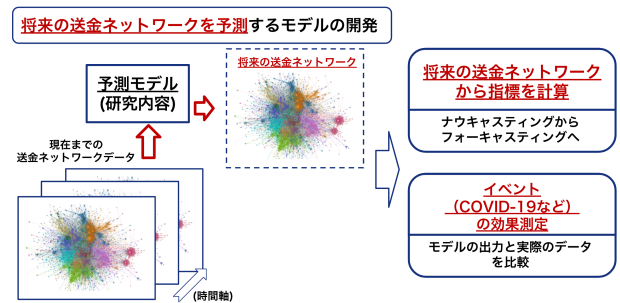 将来の送金ネットワークを予測するモデルの開発
予測モデル
(研究内容)
将来の送金ネットワーク
現在までの
送金ネットワークデータ
(時間軸)
将来の送金ネットワーク
から指標を計算
ナウキャスティングから
フォーキャスティングへ
イベント
（COVID-19など）
の効果測定
モデルの出力と実際のデータ
を比較